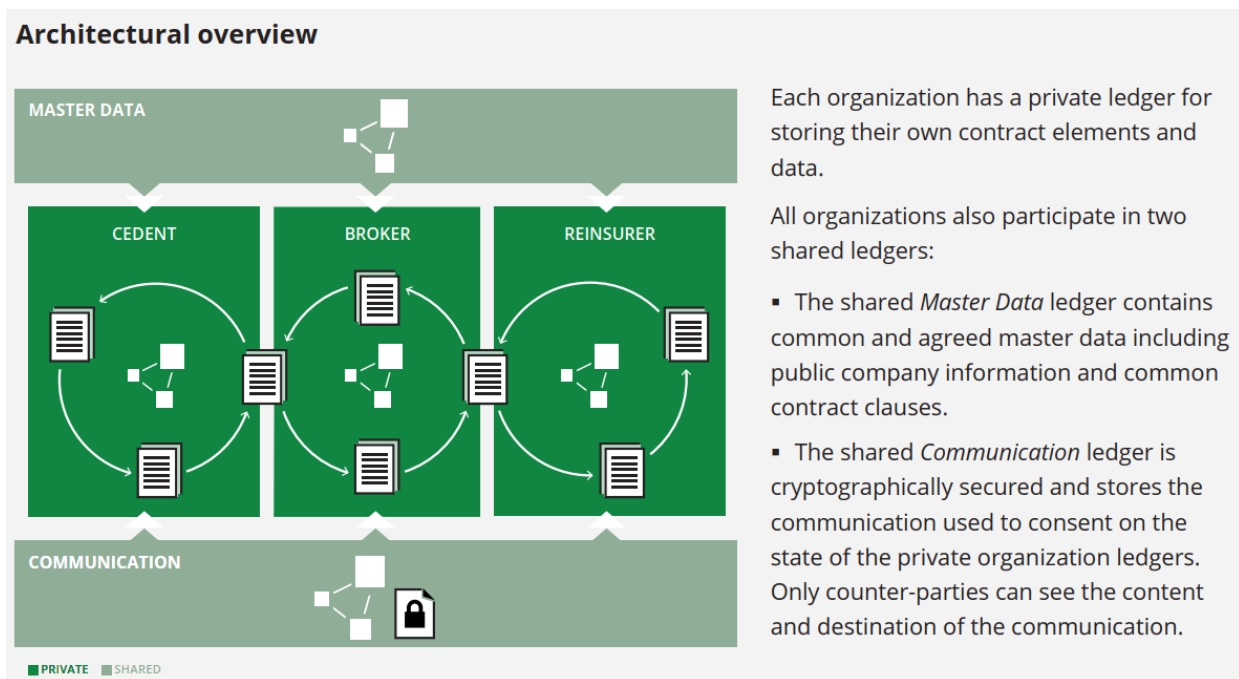 Architectural overview
MASTER DATA
CEDENT
BROKER
REINSURER
COMMUNICATION
PRIVATE
SHARED
Each organization has a private ledger for
storing their own contract elements and
data.
All organizations also participate in two
shared ledgers:
▪ The shared Master Data ledger contains
common and agreed master data including
public company information and common
contract clauses.
▪ The shared Communication ledger is
cryptographically secured and stores the
communication used to consent on the
state of the private organization ledgers.
Only counter-parties can see the content
and destination of the communication.